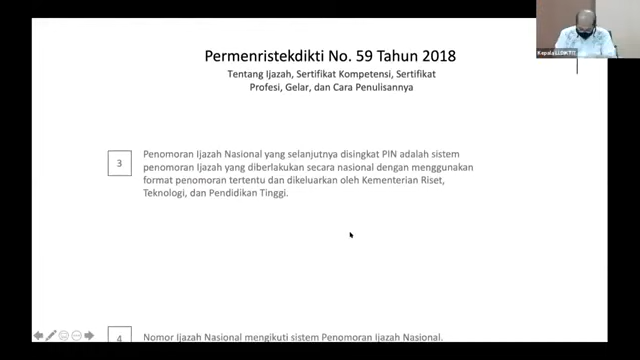 Permenristekdikti No. 59 Tahun 2018
Tentang Ijazah, Sertifikat Kompetensi, Sertifikat
Profesi, Gelar, dan Cara Penulisannya
3
Penomoran Ijazah Nasional yang selanjutnya disingkat PIN adalah sistem
penomoran Ijazah yang diberlakukan secara nasional dengan menggunakan
format penomoran tertentu dan dikeluarkan oleh Kementerian Riset,
Teknologi, dan Pendidikan Tinggi.
4
Nomor Ijazah Nasional mengikuti sistem Penomoran Ijazah Nasional.